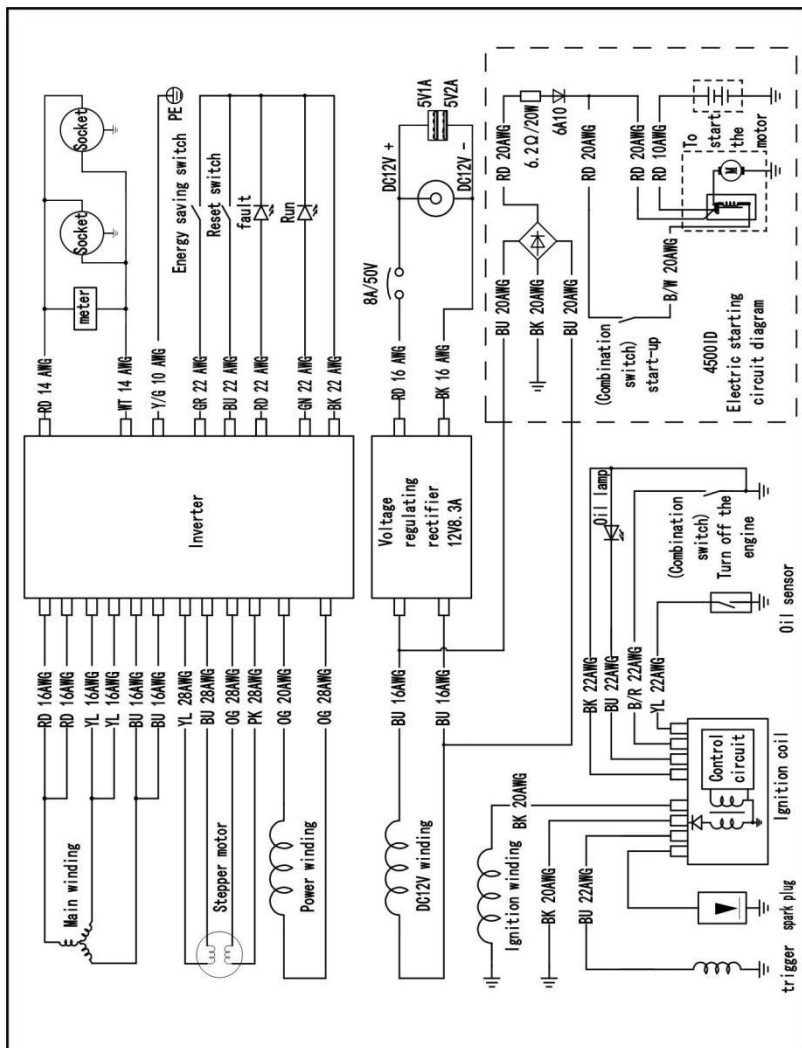 Main winding
Stepper motor
Power winding
DC12V winding
Ignition winding
trigger
spark plug
Ignition coil
Control
circuit
Oil sensor
RD 16AWG
RD 16AWG
YL 16AWG
YL 16AWG
BU 16AWG
BU 16AWG
YL 28AWG
BU 28AWG
OG 28AWG
PK 28AWG
OG 20AWG
OG 28AWG
BU 16AWG
BU 16AWG
BK 20AWG
BK 20AWG
BU 22AWG
BK 22AWG
BU 22AWG
B/R 22AWG
YL 22AWG
Oil lamp
(Combination
switch)
Turn off the
engine
Inverter
Voltage
regulating
rectifier
12V8.3A
RD 14 AWG
WT 14 AWG
Y/G 10 AWG
GR 22 AWG
BU 22 AWG
RD 22 AWG
GN 22 AWG
BK 22 AWG
RD 16 AWG
BK 16 AWG
meter
Socket
Socket
PE
Energy saving switch
Reset switch
fault
Run
8A/50V
DC12V +
DC12V -
5V1A
5V2A
BU 20AWG
BK 20AWG
BU 20AWG
RD 20AWG
6.2Ω/20W
6A10
RD 20AWG
RD 20AWG
RD 10AWG
B/W 20AWG
To
start
the
motor
M
(Combination
switch)
start-up
4500ID
Electric starting
circuit diagram